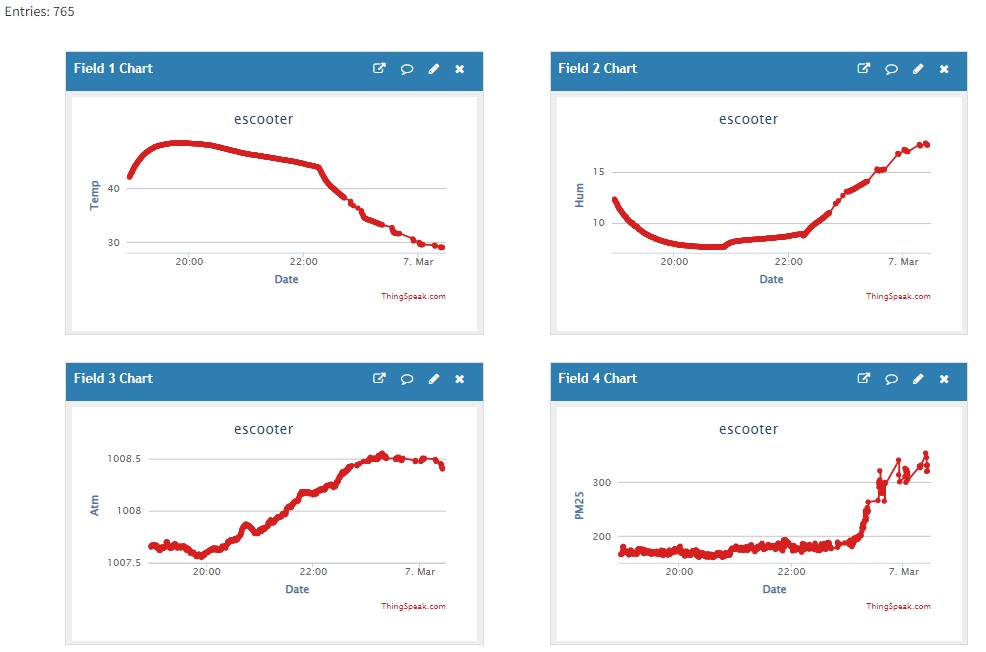 Entries: 765
Field 1 Chart
escooter
Temp
40
30
20:00 22:00 7. Mar
Date
ThingSpeak.com
Field 2 Chart
escooter
Hum
15
10
20:00 22:00 7. Mar
Date
ThingSpeak.com
Field 3 Chart
escooter
Atm
1008.5
1008
1007.5
20:00 22:00 7. Mar
Date
ThingSpeak.com
Field 4 Chart
escooter
PM25
300
200
20:00 22:00 7. Mar
Date
ThingSpeak.com